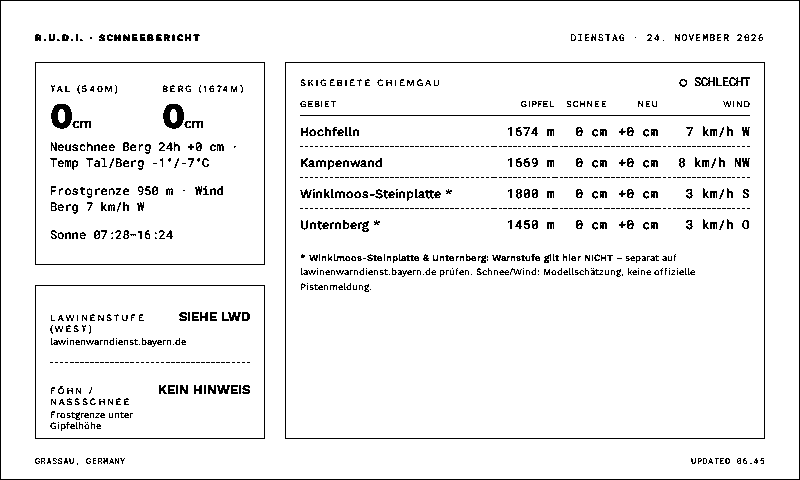 R.U.D.I. · SCHNEEBERICHT
DIENSTAG · 24. NOVEMBER 2026
TAL (540M) BERG (1674M)
0cm 0cm
Neuschnee Berg 24h +0 cm ·
Temp Tal/Berg -1°/-7°C
Frostgrenze 950 m · Wind
Berg 7 km/h W
Sonne 07:28–16:24
LAWINENSTUFE (WEST) SIEHE LWD
lawinenwarndienst.bayern.de
FÖHN / NASSSCHNEE KEIN HINWEIS
Frostgrenze unter
Gipfelhöhe
SKIGEBIETE CHIEMGAU SCHLECHT
GEBIET GIPFEL SCHNEE NEU WIND
Hochfelln 1674 m 0 cm +0 cm 7 km/h W
Kampenwand 1669 m 0 cm +0 cm 8 km/h NW
Winklmoos-Steinplatte * 1800 m 0 cm +0 cm 3 km/h S
Unternberg * 1450 m 0 cm +0 cm 3 km/h O
* Winklmoos-Steinplatte & Unternberg: Warnstufe gilt hier NICHT – separat auf
lawinenwarndienst.bayern.de prüfen. Schnee/Wind: Modellschätzung, keine offizielle
Pistenmeldung.
GRASSAU, GERMANY
UPDATED 06.45